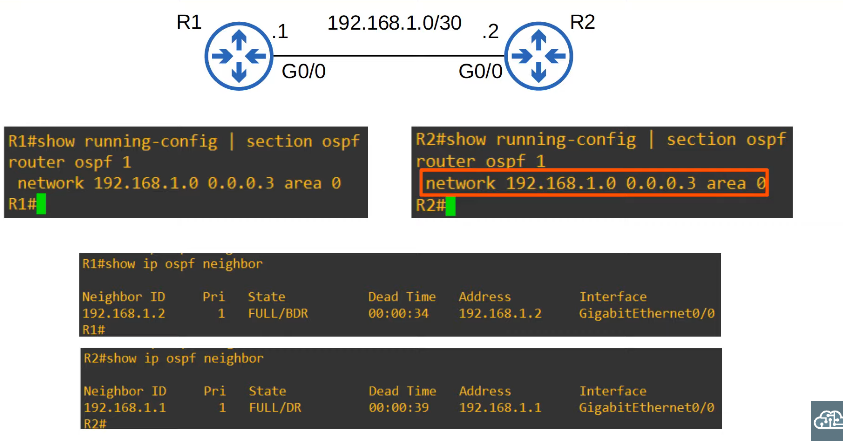 R1 192.168.1.0/30 R2
.1 .2
G0/0 G0/0
R1#show running-config | section ospf
router ospf 1
network 192.168.1.0 0.0.0.3 area 0
R1#
R2#show running-config | section ospf
router ospf 1
network 192.168.1.0 0.0.0.3 area 0
R2#
R1#show ip ospf neighbor
Neighbor ID Pri State Dead Time Address Interface
192.168.1.2 1 FULL/BDR 00:00:34 192.168.1.2 GigabitEthernet0/0
R1#
R2#show ip ospf neighbor
Neighbor ID Pri State Dead Time Address Interface
192.168.1.1 1 FULL/DR 00:00:39 192.168.1.1 GigabitEthernet0/0
R2#